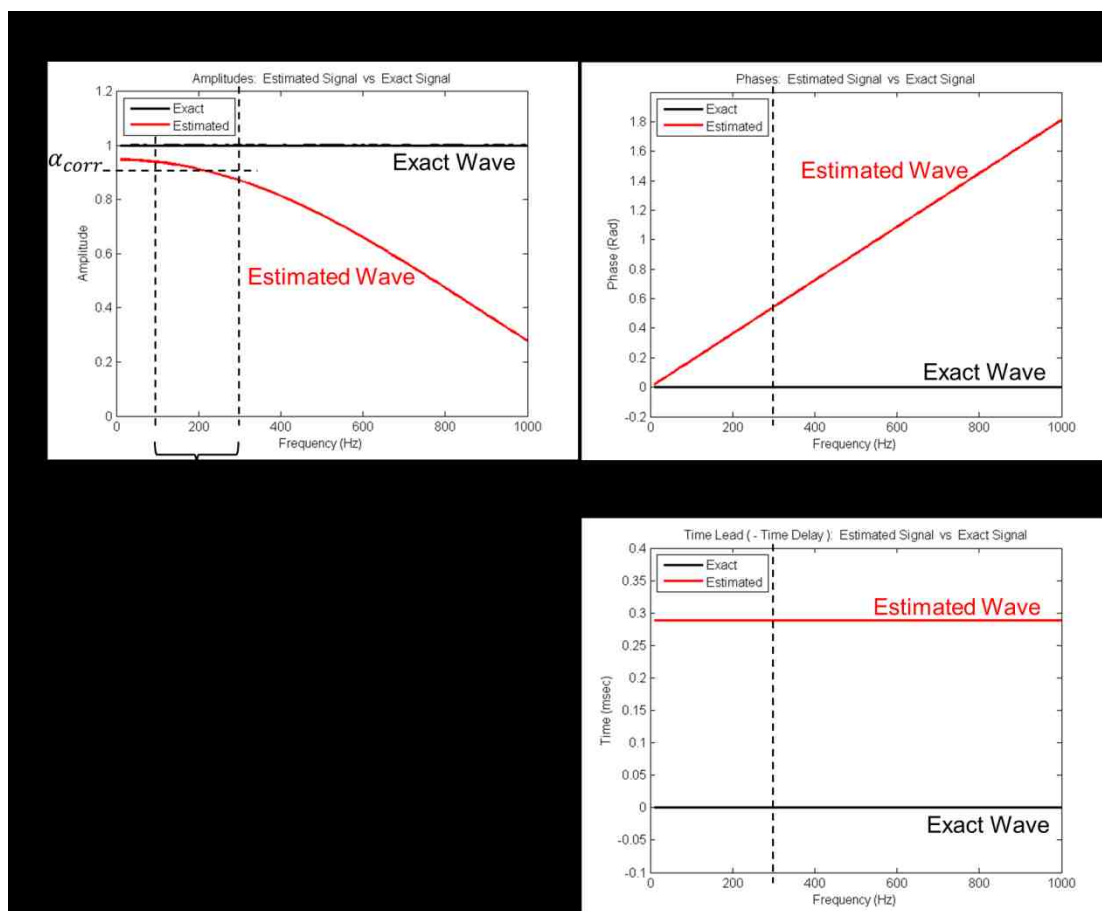 Amplitudes: Estimated Signal vs Exact Signal
1.2
Exact
Estimated
1
Exact Wave
α_corr
0.8
0.6
Estimated Wave
0.4
0.2
0
Amplitude
0 200 400 600 800 1000
Frequency (Hz)
Phases: Estimated Signal vs Exact Signal
Exact
Estimated
1.8
1.6
Estimated Wave
1.4
1.2
1
0.8
0.6
0.4
0.2
Exact Wave
0
-0.2
Phase (Rad)
0 200 400 600 800 1000
Frequency (Hz)
Time Lead ( - Time Delay ): Estimated Signal vs Exact Signal
0.4
Exact
Estimated
0.35
Estimated Wave
0.3
0.25
0.2
0.15
0.1
0.05
0
Exact Wave
-0.05
-0.1
Time (msec)
0 200 400 600 800 1000
Frequency (Hz)